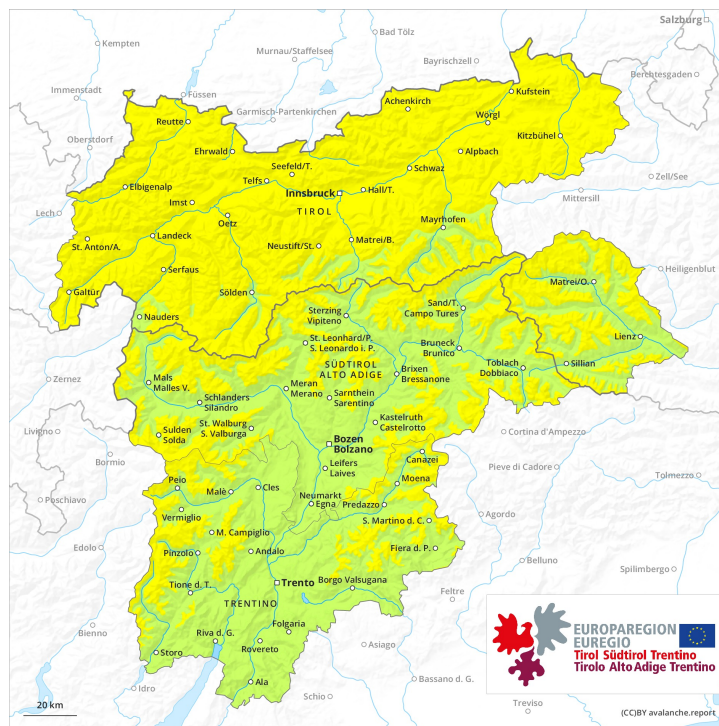 Salzburg
Bad Tölz
Kempten
Murnau/Staffelsee
Bayrischzell
Berchtesgaden
Immenstadt
Füssen
Garmisch-Partenkirchen
Achenkirch
Kufstein
Reutte
Wörgl
Oberstdorf
Kitzbühel
Ehrwald
Alpbach
Seefeld/T.
Schwaz
Telfs
Zell/See
Elbigenalp
Innsbruck
Hall/T.
Mittersill
Imst
TIROL
Lech
Oetz
Mayrhofen
Landeck
St. Anton/A.
Neustift/St.
Matrei/B.
Serfaus
Heiligenblut
Matrei/O.
Galtür
Sölden
Nauders
Sterzing
Vipiteno
Sand/T.
Campo Tures
Lienz
St. Leonhard/P.
S. Leonardo i. P.
Bruneck
Brunico
Toblach
Dobbiaco
Sillian
SÜDTIROL
ALTO ADIGE
Brixen
Bressanone
Zernez
Mals
Malles V.
Meran
Merano
Schlanders
Silandro
Sarnthein
Sarentino
St. Walburg
S. Valburga
Kastelruth
Castelrotto
Livigno
Sulden
Solda
Cortina d'Ampezzo
Bozen
Bolzano
Bormio
Canazei
Pieve di Cadore
Leifers
Laives
Tolmezzo
Peio
Moena
Poschiavo
Malè
Cles
Neumarkt
Egna
Predazzo
Agordo
Vermiglio
S. Martino d. C.
M. Campiglio
Edolo
Pinzolo
Andalo
Fiera d. P.
Belluno
Spilimbergo
Trento
Borgo Valsugana
Tione d. T.
Feltre
TRENTINO
Folgaria
Bienno
Riva d. G.
Rovereto
Asiago
Storo
Bassano d. G.
Ala
Idro
Schio
Treviso
EUROPAREGION
EUREGIO
Tirol Südtirol Trentino
Tirolo Alto Adige Trentino
20 km
(CC)BY avalanche.report